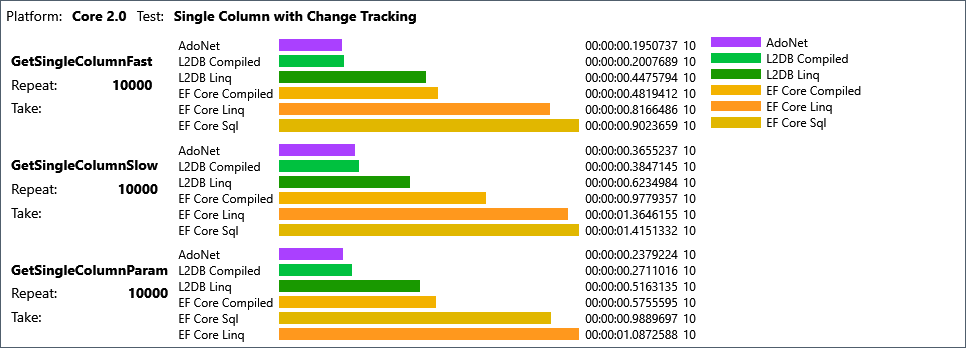 Platform: Core 2.0 Test: Single Column with Change Tracking
GetSingleColumnFast
Repeat: 10000
Take:
AdoNet 00:00:00.1950737 10
L2DB Compiled 00:00:00.2007689 10
L2DB Linq 00:00:00.4475794 10
EF Core Compiled 00:00:00.4819412 10
EF Core Linq 00:00:00.8166486 10
EF Core Sql 00:00:00.9023659 10
AdoNet
L2DB Compiled
L2DB Linq
EF Core Compiled
EF Core Linq
EF Core Sql
GetSingleColumnSlow
Repeat: 10000
Take:
AdoNet 00:00:00.3655237 10
L2DB Compiled 00:00:00.3847145 10
L2DB Linq 00:00:00.6234984 10
EF Core Compiled 00:00:00.9779357 10
EF Core Linq 00:00:01.3646155 10
EF Core Sql 00:00:01.4151332 10
GetSingleColumnParam
Repeat: 10000
Take:
AdoNet 00:00:00.2379224 10
L2DB Compiled 00:00:00.2711016 10
L2DB Linq 00:00:00.5163135 10
EF Core Compiled 00:00:00.5755595 10
EF Core Sql 00:00:00.9889697 10
EF Core Linq 00:00:01.0872588 10